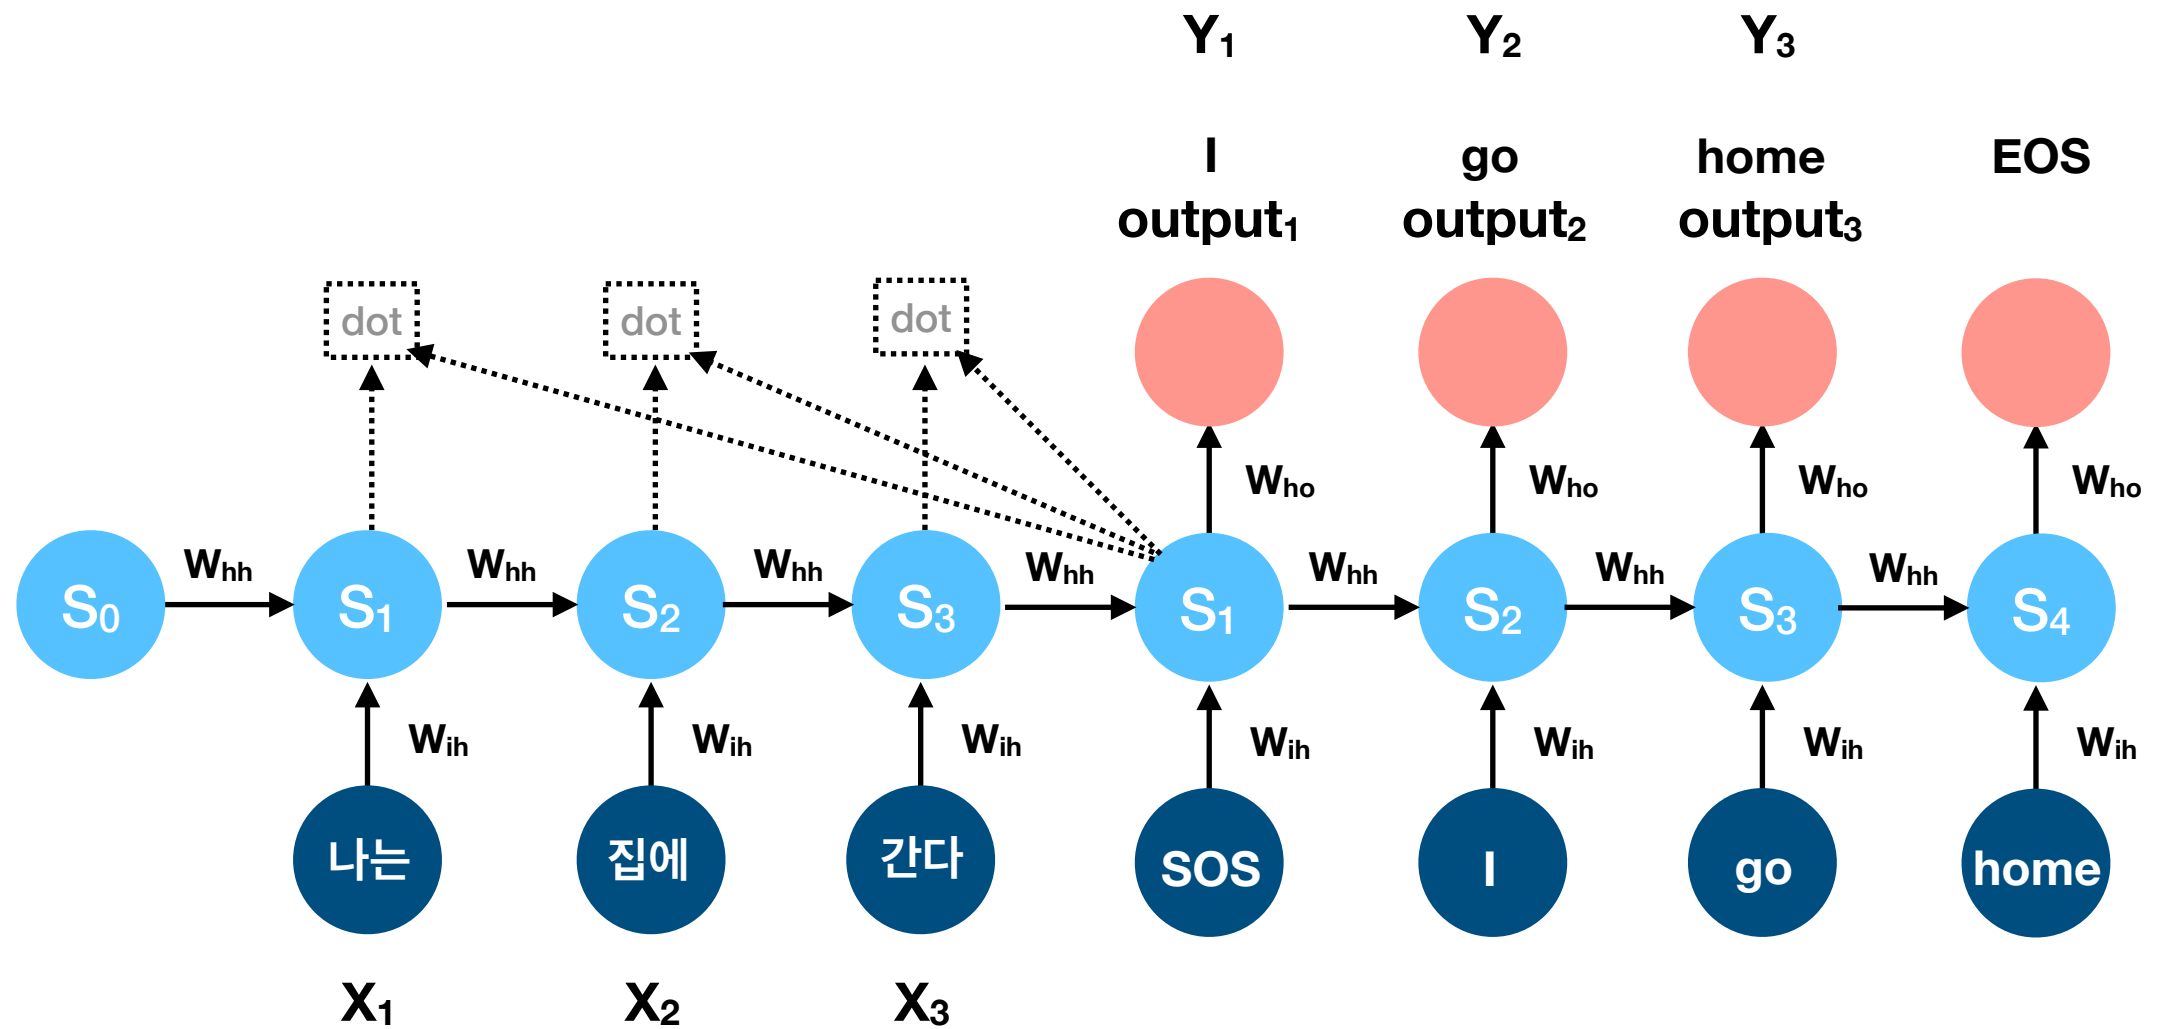 Y₁ Y₂ Y₃
I go home EOS
output₁ output₂ output₃
dot dot dot
Wₕₒ Wₕₒ Wₕₒ Wₕₒ
Wₕₕ Wₕₕ Wₕₕ Wₕₕ Wₕₕ Wₕₕ Wₕₕ
S₀ S₁ S₂ S₃ S₁ S₂ S₃ S₄
Wᵢₕ Wᵢₕ Wᵢₕ Wᵢₕ Wᵢₕ Wᵢₕ Wᵢₕ
나는 집에 간다 SOS I go home
X₁ X₂ X₃